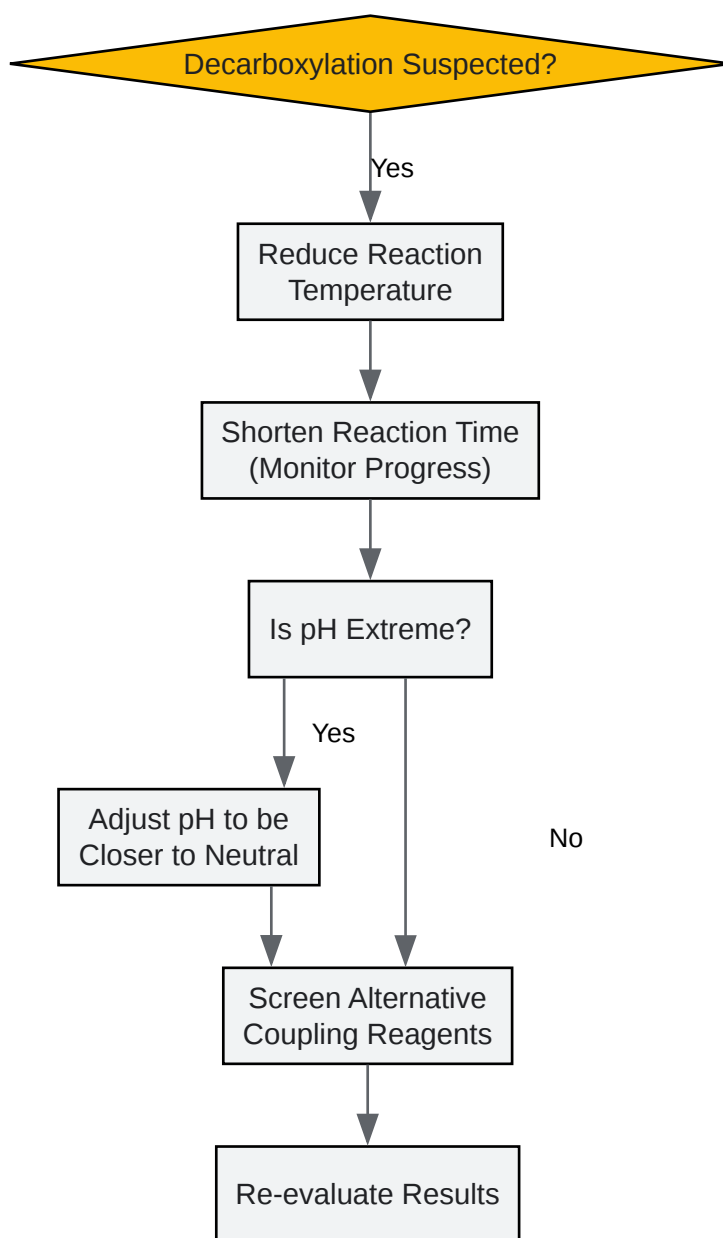 Decarboxylation Suspected?
Yes
Reduce Reaction
Temperature
Shorten Reaction Time
(Monitor Progress)
Is pH Extreme?
Yes
Adjust pH to be
Closer to Neutral
No
Screen Alternative
Coupling Reagents
Re-evaluate Results